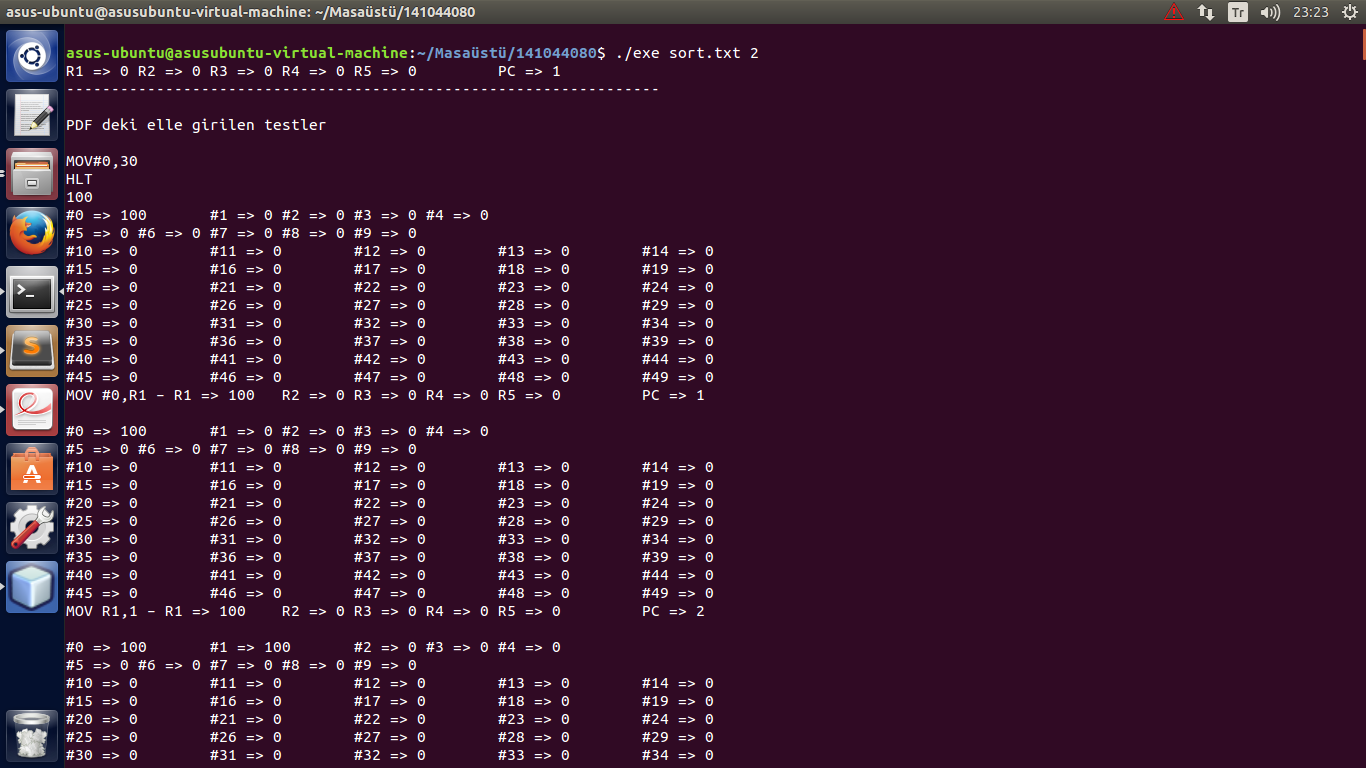 asus-ubuntu@asusubuntu-virtual-machine: ~/Masaüstü/141044080
Tr
23:23
asus-ubuntu@asusubuntu-virtual-machine:~/Masaüstü/141044080$ ./exe sort.txt 2
R1 => 0 R2 => 0 R3 => 0 R4 => 0 R5 => 0         PC => 1
------------------------------------------------------------------
PDF deki elle girilen testler
MOV#0,30
HLT
100
#0 => 100       #1 => 0 #2 => 0 #3 => 0 #4 => 0
#5 => 0 #6 => 0 #7 => 0 #8 => 0 #9 => 0
#10 => 0        #11 => 0        #12 => 0        #13 => 0        #14 => 0
#15 => 0        #16 => 0        #17 => 0        #18 => 0        #19 => 0
#20 => 0        #21 => 0        #22 => 0        #23 => 0        #24 => 0
#25 => 0        #26 => 0        #27 => 0        #28 => 0        #29 => 0
#30 => 0        #31 => 0        #32 => 0        #33 => 0        #34 => 0
#35 => 0        #36 => 0        #37 => 0        #38 => 0        #39 => 0
#40 => 0        #41 => 0        #42 => 0        #43 => 0        #44 => 0
#45 => 0        #46 => 0        #47 => 0        #48 => 0        #49 => 0
MOV #0,R1 – R1 => 100   R2 => 0 R3 => 0 R4 => 0 R5 => 0         PC => 1
#0 => 100       #1 => 0 #2 => 0 #3 => 0 #4 => 0
#5 => 0 #6 => 0 #7 => 0 #8 => 0 #9 => 0
#10 => 0        #11 => 0        #12 => 0        #13 => 0        #14 => 0
#15 => 0        #16 => 0        #17 => 0        #18 => 0        #19 => 0
#20 => 0        #21 => 0        #22 => 0        #23 => 0        #24 => 0
#25 => 0        #26 => 0        #27 => 0        #28 => 0        #29 => 0
#30 => 0        #31 => 0        #32 => 0        #33 => 0        #34 => 0
#35 => 0        #36 => 0        #37 => 0        #38 => 0        #39 => 0
#40 => 0        #41 => 0        #42 => 0        #43 => 0        #44 => 0
#45 => 0        #46 => 0        #47 => 0        #48 => 0        #49 => 0
MOV R1,1 – R1 => 100    R2 => 0 R3 => 0 R4 => 0 R5 => 0         PC => 2
#0 => 100       #1 => 100       #2 => 0 #3 => 0 #4 => 0
#5 => 0 #6 => 0 #7 => 0 #8 => 0 #9 => 0
#10 => 0        #11 => 0        #12 => 0        #13 => 0        #14 => 0
#15 => 0        #16 => 0        #17 => 0        #18 => 0        #19 => 0
#20 => 0        #21 => 0        #22 => 0        #23 => 0        #24 => 0
#25 => 0        #26 => 0        #27 => 0        #28 => 0        #29 => 0
#30 => 0        #31 => 0        #32 => 0        #33 => 0        #34 => 0